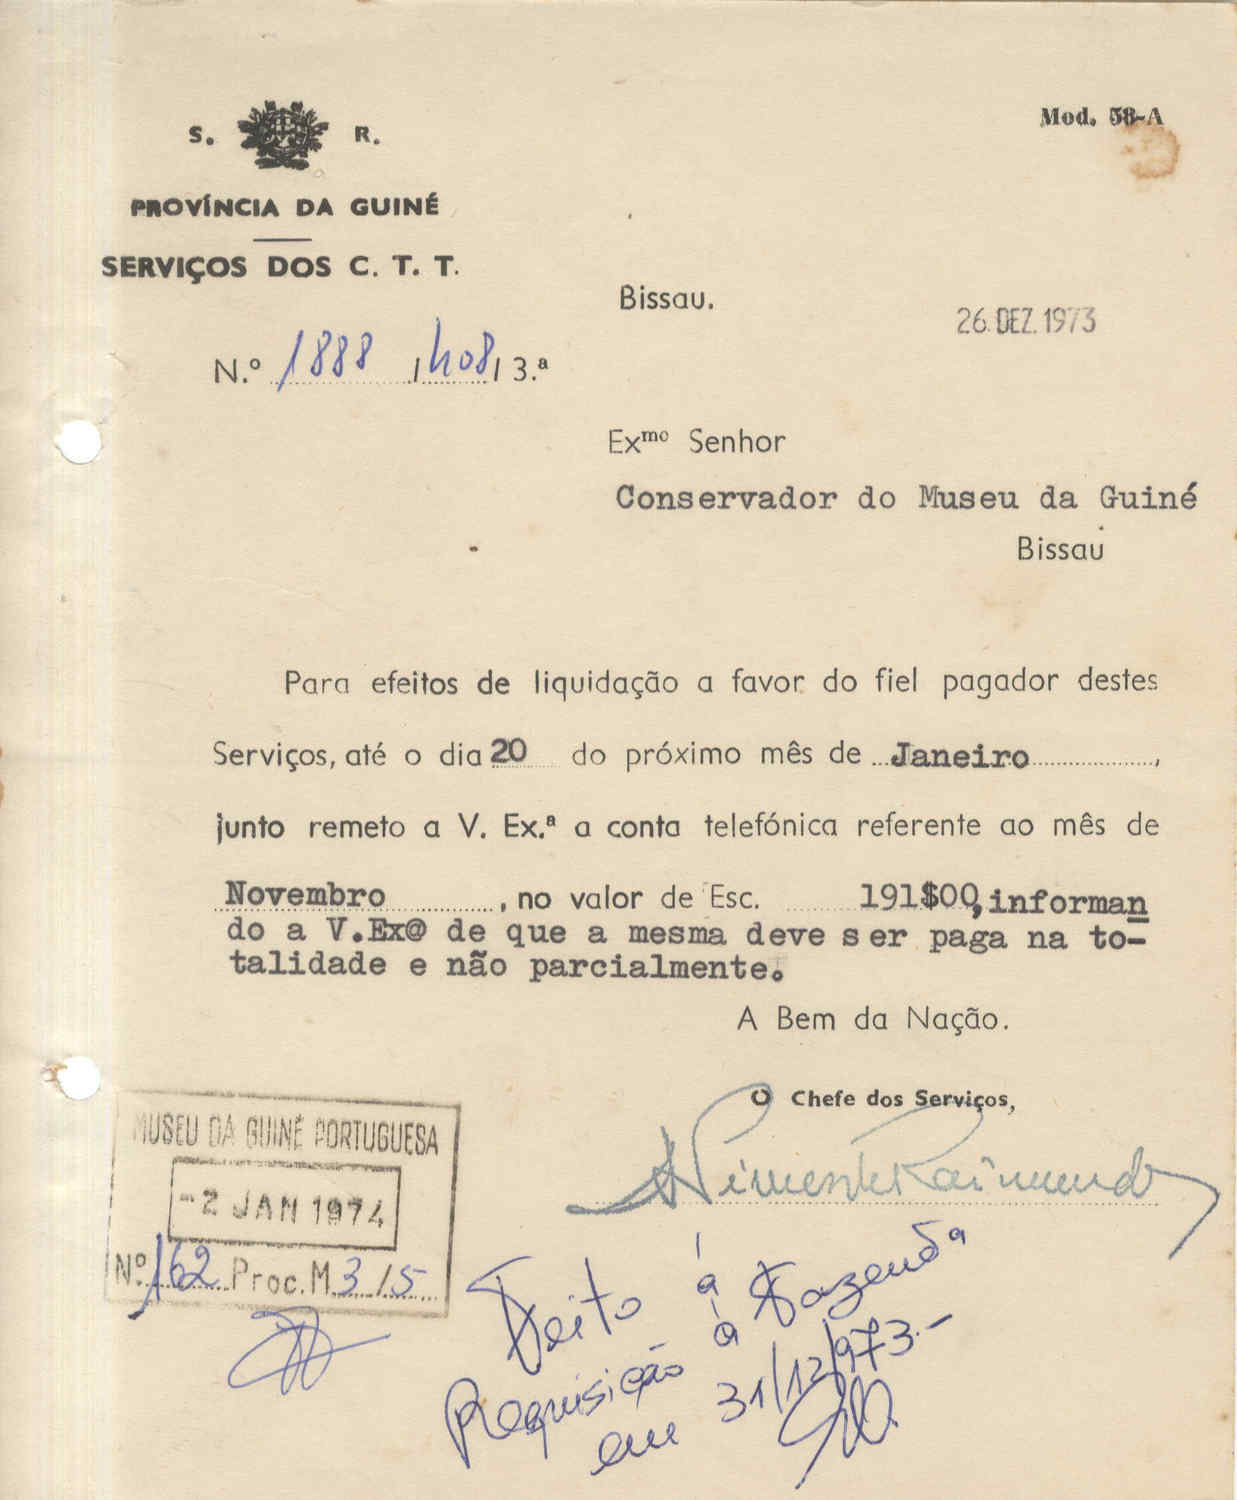 Mod. 58-A
S. R.
PROVÍNCIA DA GUINÉ
SERVIÇOS DOS C. T. T.
Bissau.
26. DEZ. 1973
N.º 1888 /408/ 3.ª
Exmo Senhor
Conservador do Museu da Guiné
Bissau
Para efeitos de liquidação a favor do fiel pagador destes
Serviços, até o dia 20 do próximo mês de Janeiro,
junto remeto a V. Ex.ª a conta telefónica referente ao mês de
Novembro, no valor de Esc. 191$00, informan
do a V.Ex@ de que a mesma deve ser paga na to-
talidade e não parcialmente.
A Bem da Nação.
O Chefe dos Serviços,
Raimundo
MUSEU DA GUINÉ PORTUGUESA
-2 JAN 1974
Nº 162 Proc. M 3/5
Feito à Fazenda
Requisição à
em 31/12/973.-